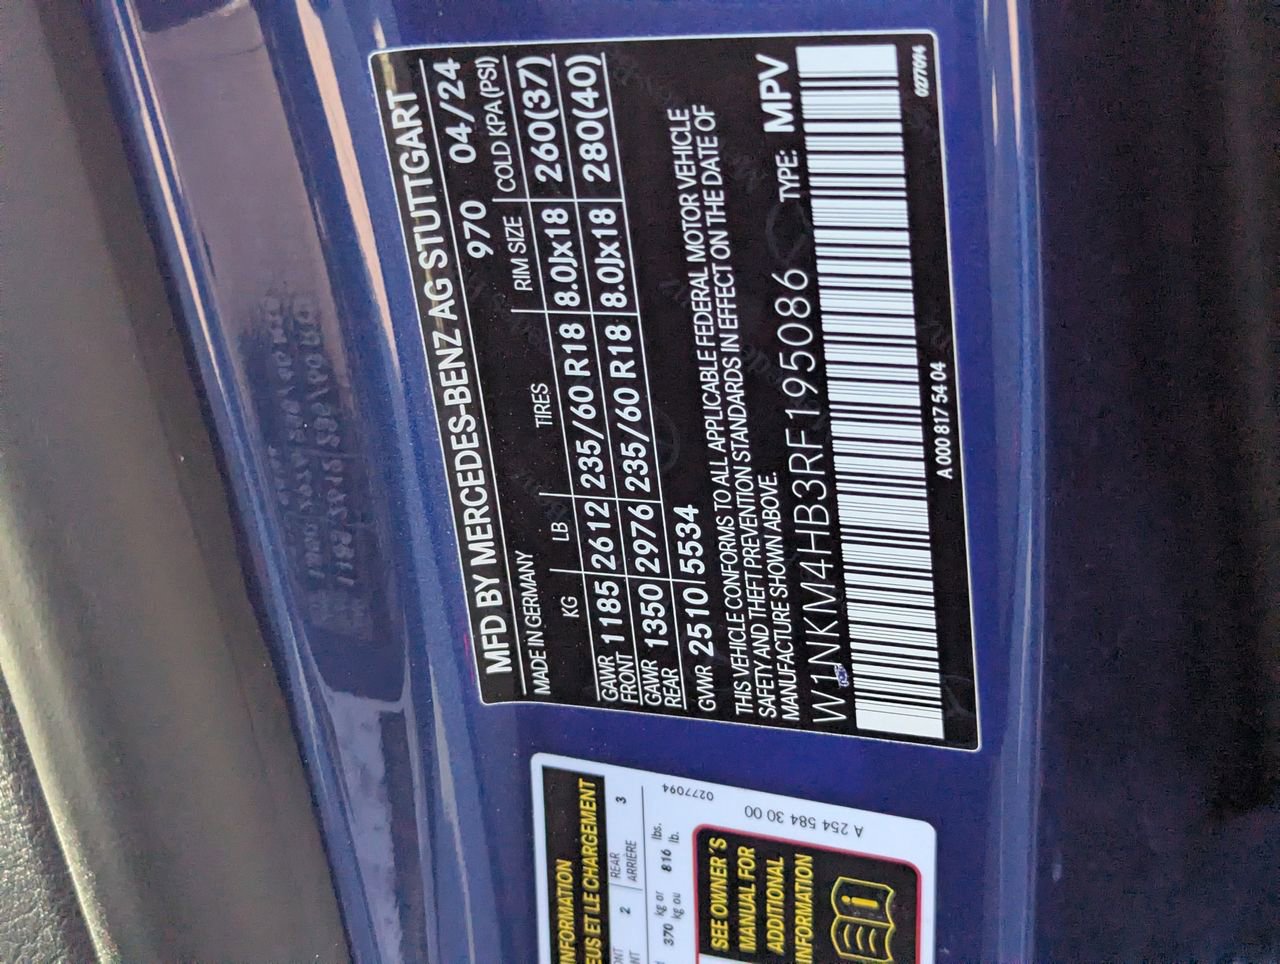 MFD BY MERCEDES-BENZ AG STUTTGART
MADE IN GERMANY 970 04/24
KG LB TIRES RIM SIZE COLD KPA(PSI)
GAWR FRONT 1185 2612 235/60 R18 8.0Jx18 260(37)
GAWR REAR 1350 2976 235/60 R18 8.0Jx18 280(40)
GVWR 2510 5534
THIS VEHICLE CONFORMS TO ALL APPLICABLE FEDERAL MOTOR VEHICLE
SAFETY AND THEFT PREVENTION STANDARDS IN EFFECT ON THE DATE OF
MANUFACTURE SHOWN ABOVE.
W1NKM4HB3RF195086 TYPE: MPV
A 000 817 54 04
0277094
INFORMATION
ET LE CHARGEMENT
2 REAR 3
ARRIÈRE
370 kg or 816 lbs.
kg ou lb.
0277094
A 254 584 30 00
SEE OWNER'S
MANUAL FOR
ADDITIONAL
INFORMATION